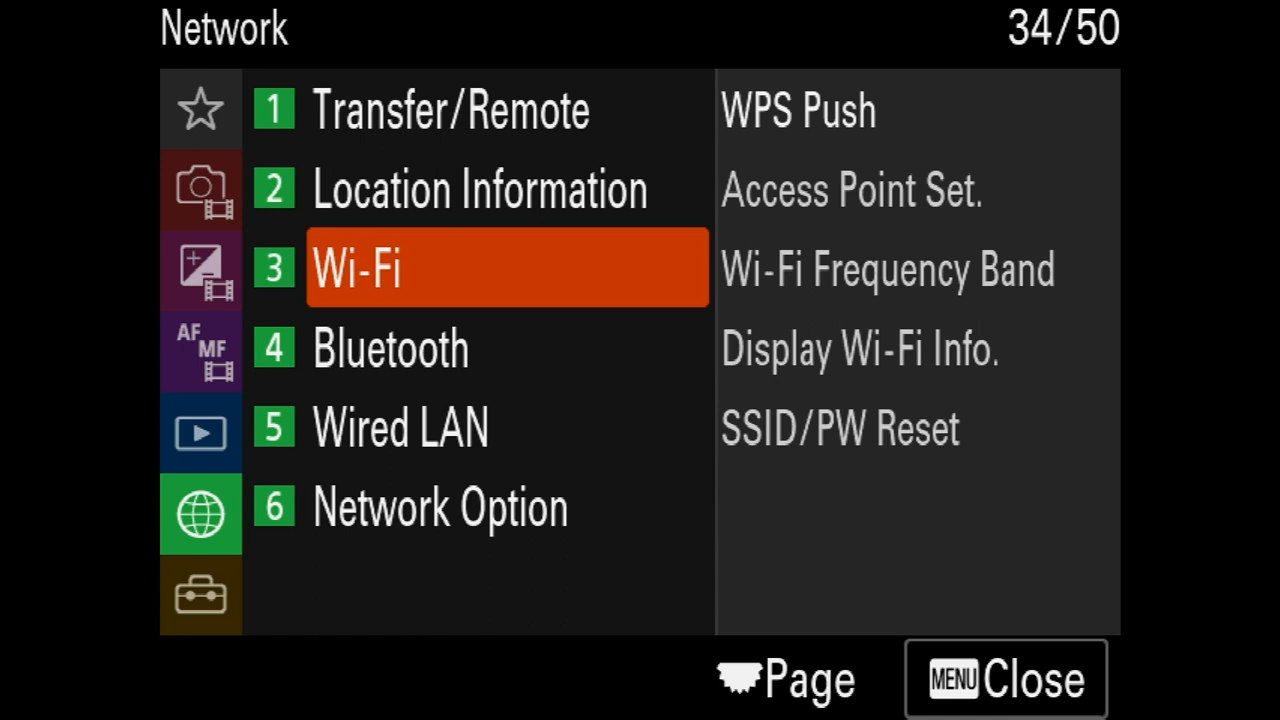 Network
34/50
1 Transfer/Remote
2 Location Information
3 Wi-Fi
4 Bluetooth
5 Wired LAN
6 Network Option
AF
MF
WPS Push
Access Point Set.
Wi-Fi Frequency Band
Display Wi-Fi Info.
SSID/PW Reset
Page
MENU Close